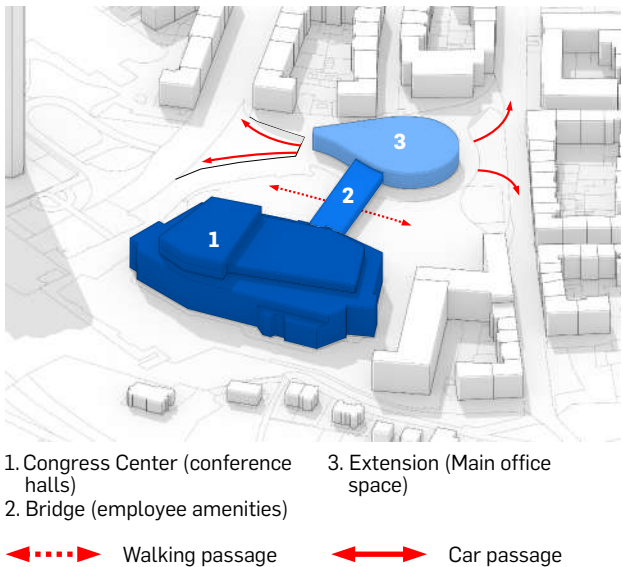 3
2
1
1. Congress Center (conference
halls)
2. Bridge (employee amenities)
3. Extension (Main office
space)
Walking passage
Car passage